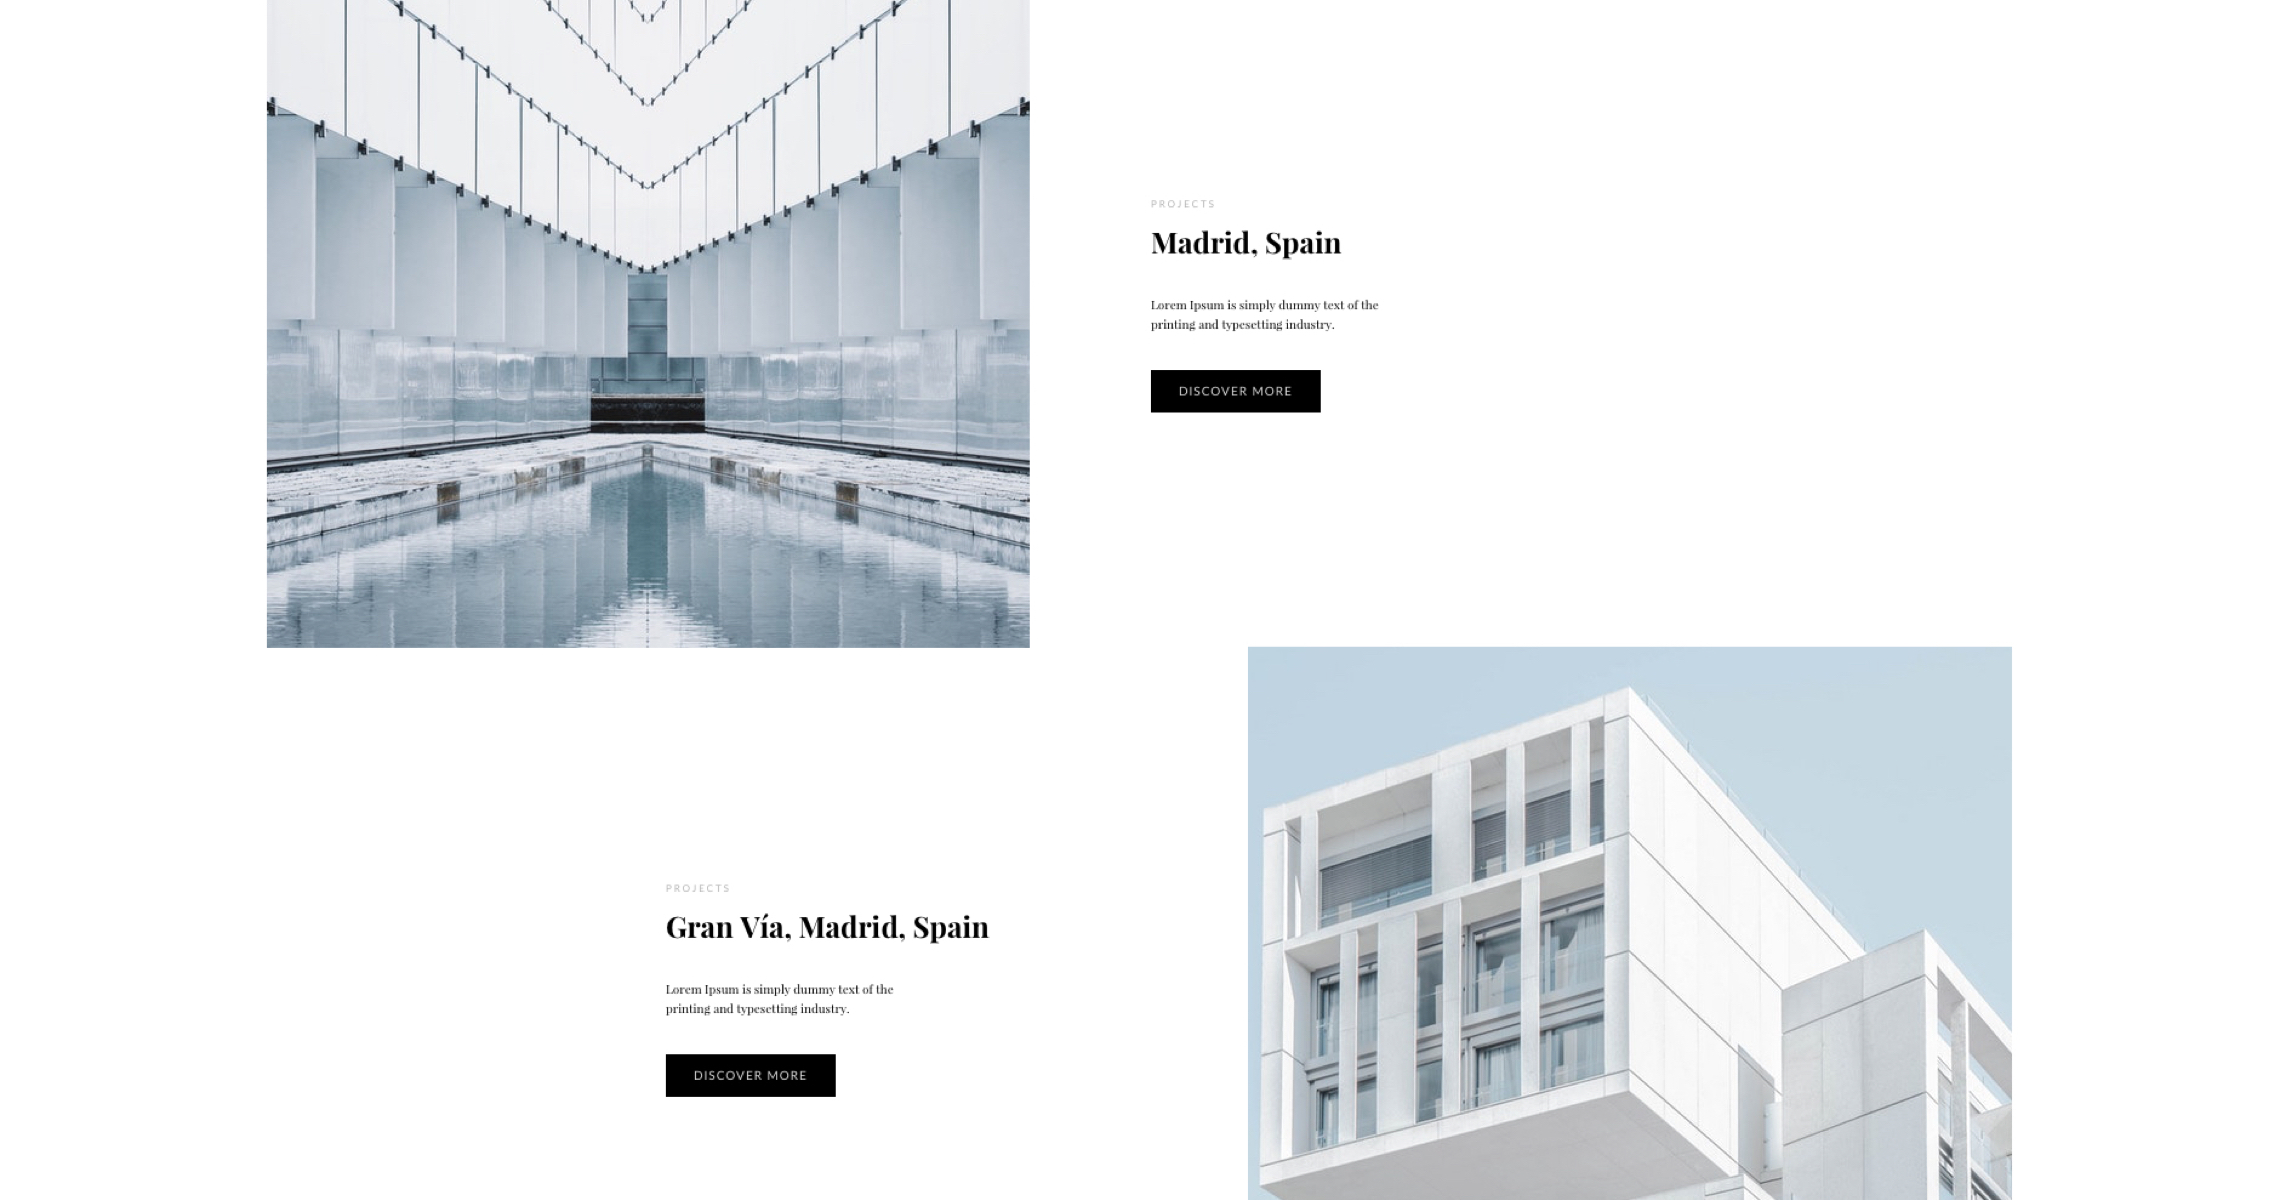 PROJECTS
Madrid, Spain
Lorem Ipsum is simply dummy text of the
printing and typesetting industry.
DISCOVER MORE
PROJECTS
Gran Vía, Madrid, Spain
Lorem Ipsum is simply dummy text of the
printing and typesetting industry.
DISCOVER MORE